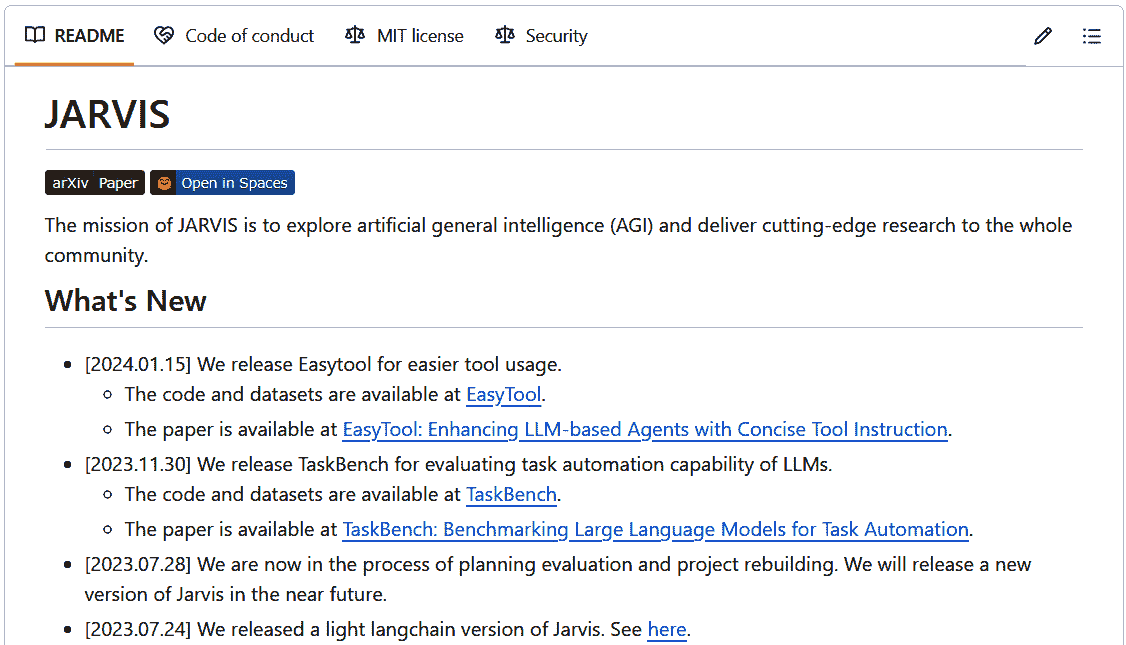 README Code of conduct MIT license Security
JARVIS
arXiv Paper Open in Spaces
The mission of JARVIS is to explore artificial general intelligence (AGI) and deliver cutting-edge research to the whole
community.
What's New
[2024.01.15] We release Easytool for easier tool usage.
The code and datasets are available at EasyTool.
The paper is available at EasyTool: Enhancing LLM-based Agents with Concise Tool Instruction.
[2023.11.30] We release TaskBench for evaluating task automation capability of LLMs.
The code and datasets are available at TaskBench.
The paper is available at TaskBench: Benchmarking Large Language Models for Task Automation.
[2023.07.28] We are now in the process of planning evaluation and project rebuilding. We will release a new
version of Jarvis in the near future.
[2023.07.24] We released a light langchain version of Jarvis. See here.